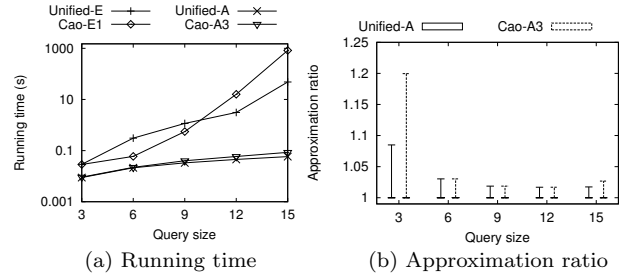 Unified-E Unified-A
Cao-E1 Cao-A3
1000
10
0.1
0.001
Running time (s)
3 6 9 12 15
Query size
(a) Running time
Unified-A Cao-A3
1.25
1.2
1.15
1.1
1.05
1
Approximation ratio
3 6 9 12 15
Query size
(b) Approximation ratio